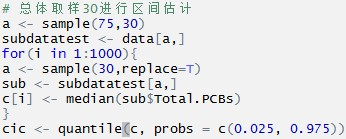 # 总体取样30进行区间估计
a <- sample(75,30)
subdatatest <- data[a,]
for(i in 1:1000){
a <- sample(30,replace=T)
sub <- subdatatest[a,]
c[i] <- median(sub$Total.PCBs)
}
cic <- quantile(c, probs = c(0.025, 0.975))